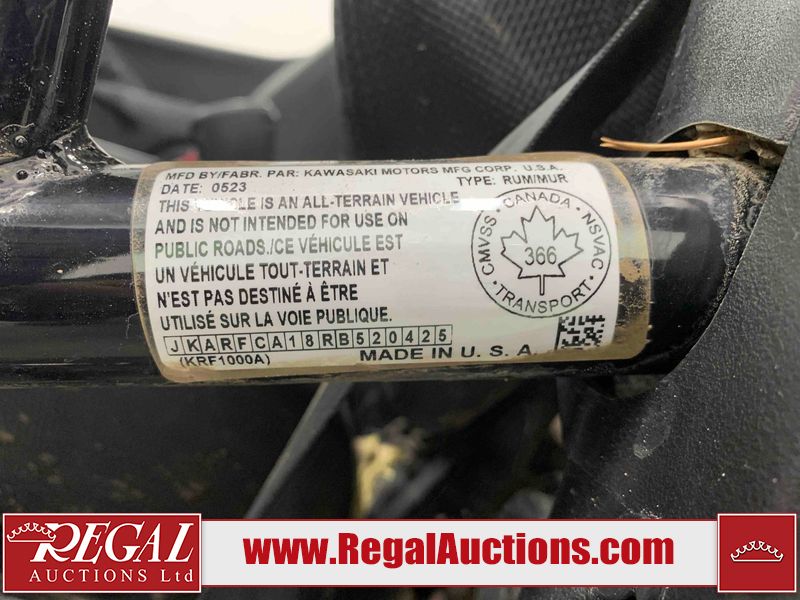 MFD BY/FABR. PAR: KAWASAKI MOTORS MFG CORP. U.S.A.
DATE: 0523 TYPE: RUM/MUR
THIS VEHICLE IS AN ALL-TERRAIN VEHICLE
AND IS NOT INTENDED FOR USE ON
PUBLIC ROADS./CE VÉHICULE EST
UN VÉHICULE TOUT-TERRAIN ET
N'EST PAS DESTINÉ À ÊTRE
UTILISÉ SUR LA VOIE PUBLIQUE.
CANADA
CMVSS
NSVAC
366
TRANSPORT
JKARFCA18RB520425
(KRF1000A) MADE IN U.S.A.
REGAL
AUCTIONS Ltd
www.RegalAuctions.com